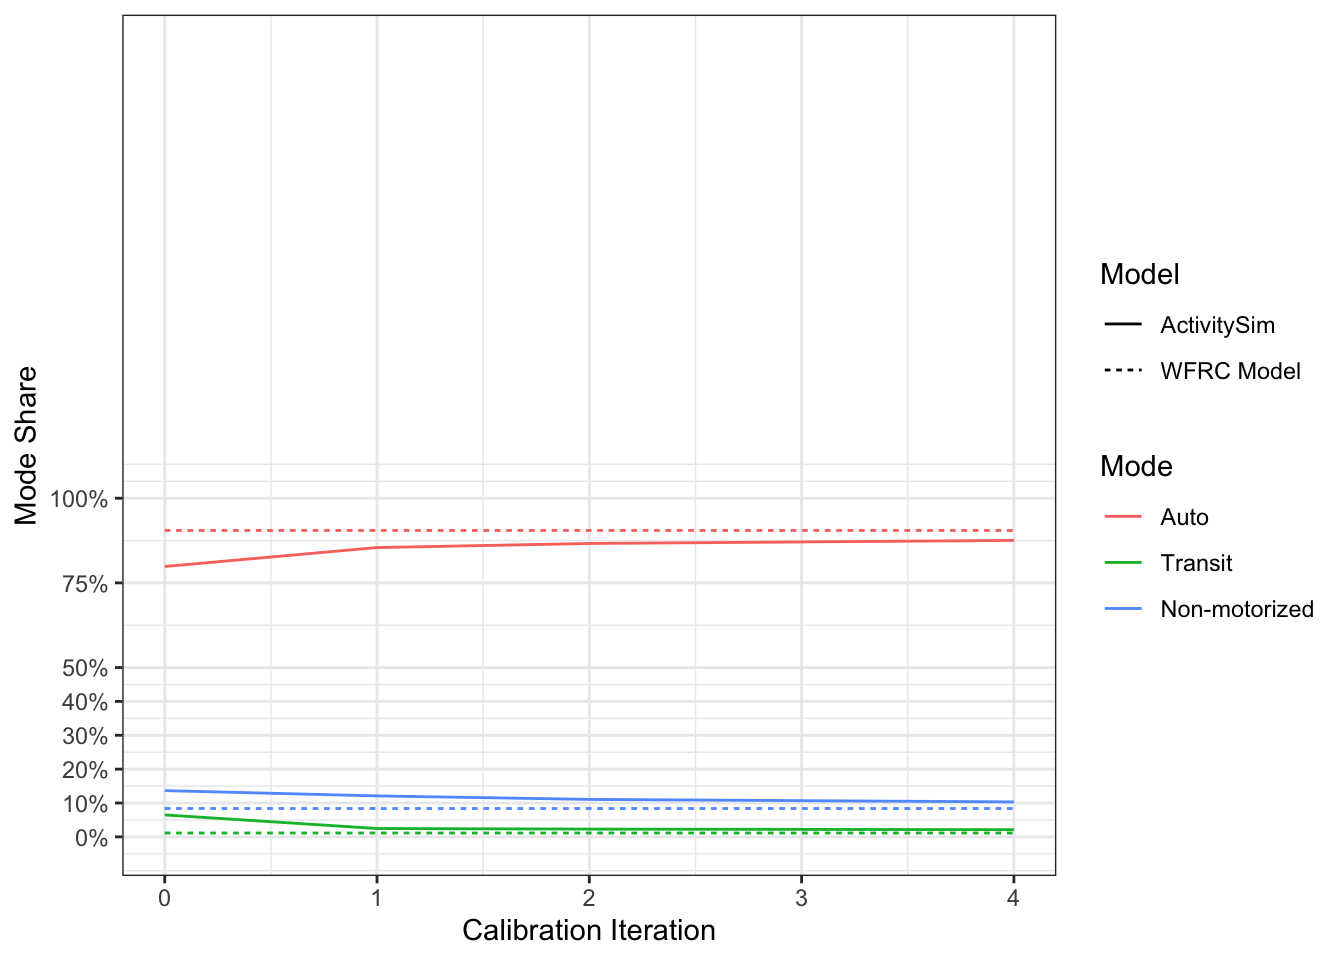 Mode Share
100%
75%
50%
40%
30%
20%
10%
0%
0 1 2 3 4
Calibration Iteration
Model
ActivitySim
WFRC Model
Mode
Auto
Transit
Non-motorized